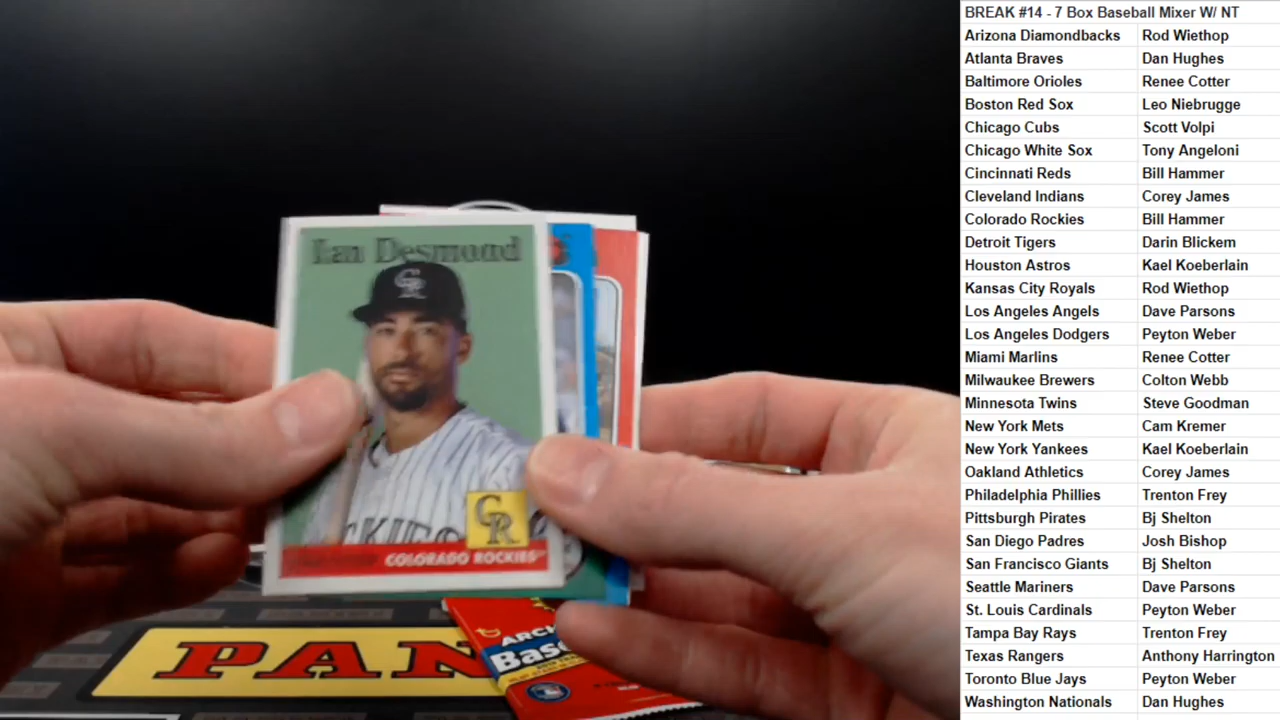 BREAK #14 - 7 Box Baseball Mixer W/ NT
Arizona Diamondbacks Rod Wiethop
Atlanta Braves Dan Hughes
Baltimore Orioles Renee Cotter
Boston Red Sox Leo Niebrugge
Chicago Cubs Scott Volpi
Chicago White Sox Tony Angeloni
Cincinnati Reds Bill Hammer
Cleveland Indians Corey James
Colorado Rockies Bill Hammer
Detroit Tigers Darin Blickem
Houston Astros Kael Koeberlain
Kansas City Royals Rod Wiethop
Los Angeles Angels Dave Parsons
Los Angeles Dodgers Peyton Weber
Miami Marlins Renee Cotter
Milwaukee Brewers Colton Webb
Minnesota Twins Steve Goodman
New York Mets Cam Kremer
New York Yankees Kael Koeberlain
Oakland Athletics Corey James
Philadelphia Phillies Trenton Frey
Pittsburgh Pirates Bj Shelton
San Diego Padres Josh Bishop
San Francisco Giants Bj Shelton
Seattle Mariners Dave Parsons
St. Louis Cardinals Peyton Weber
Tampa Bay Rays Trenton Frey
Texas Rangers Anthony Harrington
Toronto Blue Jays Peyton Weber
Washington Nationals Dan Hughes
Ian Desmond
CR
CR
COLORADO ROCKIES
PAN
ARCH
Base